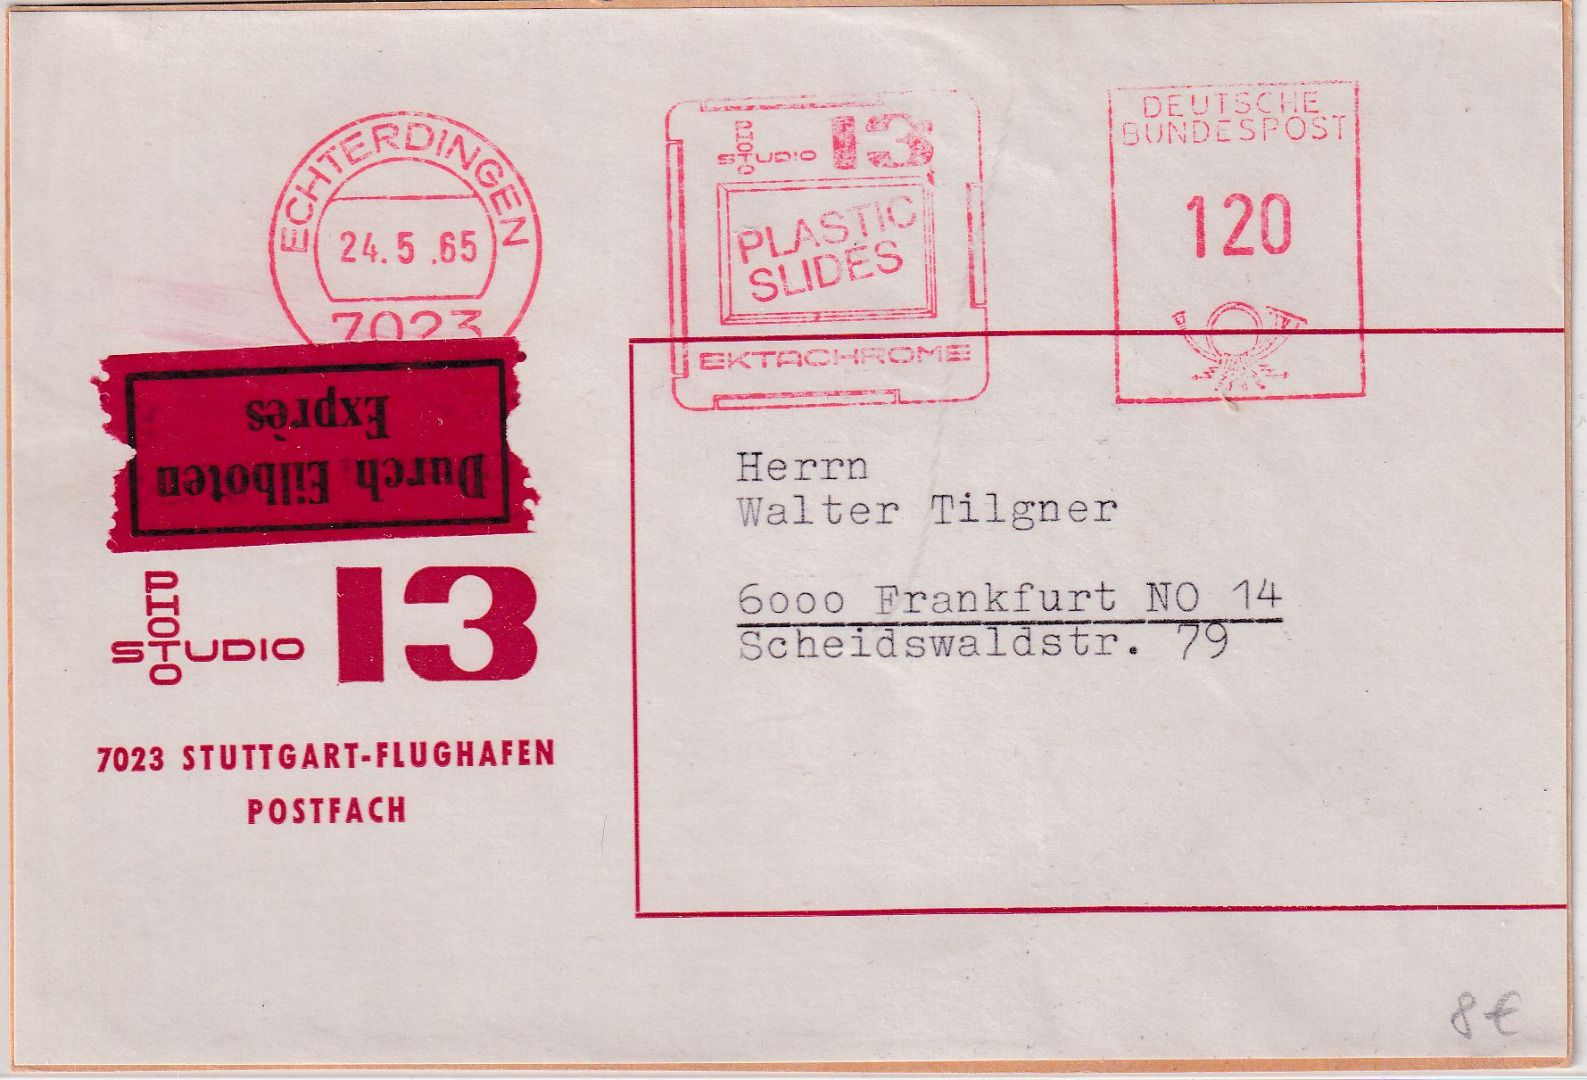 ECHTERDINGEN
24.5.65
7023
PHOTO
STUDIO 13
PLASTIC
SLIDES
EKTACHROME
DEUTSCHE
BUNDESPOST
120
Durch Eilboten
Exprès
PHOTO
STUDIO 13
7023 STUTTGART-FLUGHAFEN
POSTFACH
Herrn
Walter Tilgner
6000 Frankfurt NO 14
Scheidswaldstr. 79
8 €